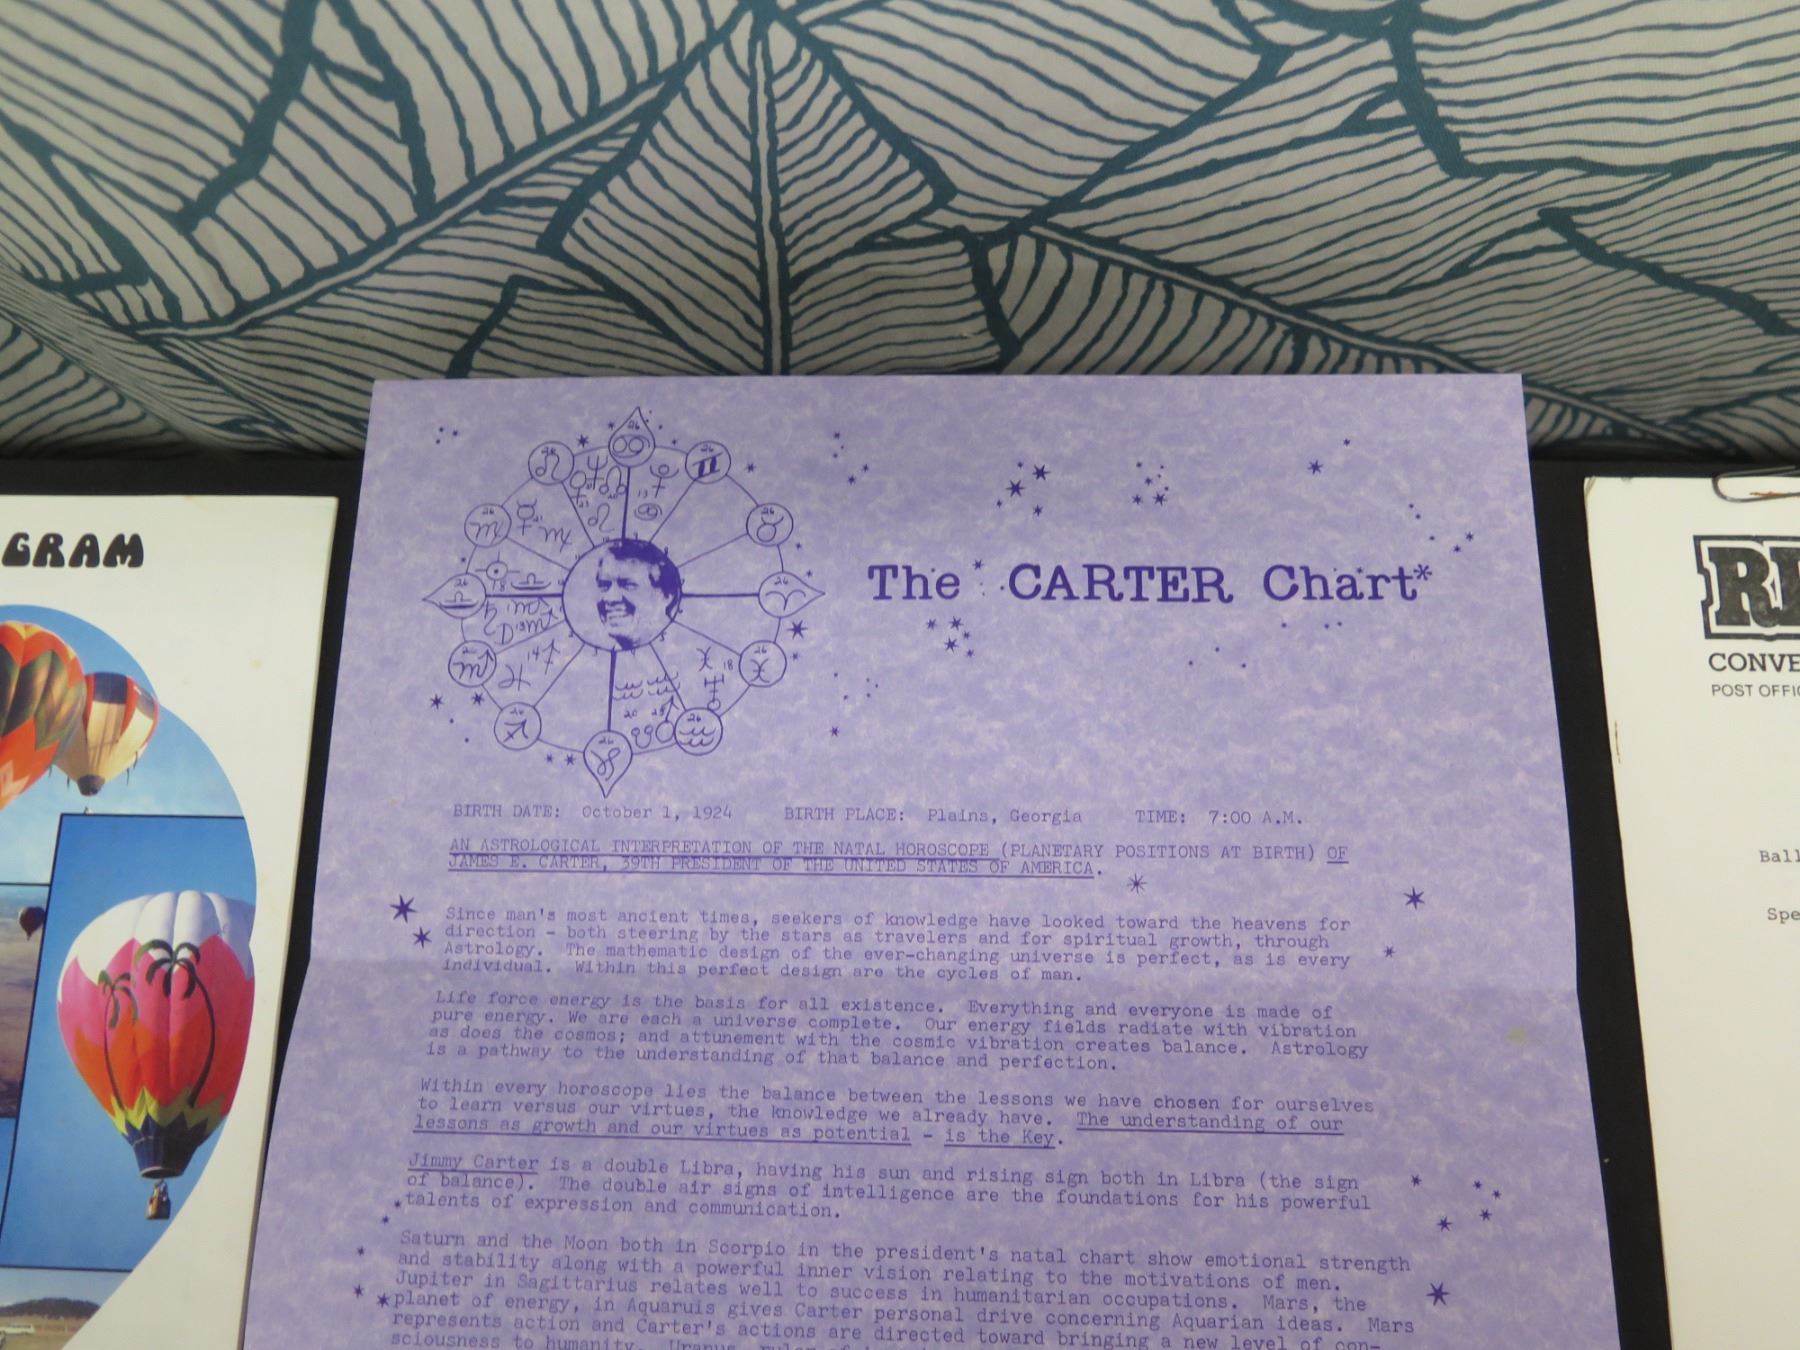 GRAM
The CARTER Chart*
BIRTH DATE: October 1, 1924 BIRTH PLACE: Plains, Georgia TIME: 7:00 A.M.
AN ASTROLOGICAL INTERPRETATION OF THE NATAL HOROSCOPE (PLANETARY POSITIONS AT BIRTH) OF
JAMES E. CARTER, 39TH PRESIDENT OF THE UNITED STATES OF AMERICA.
Since man's most ancient times, seekers of knowledge have looked toward the heavens for
direction - both steering by the stars as travelers and for spiritual growth, through
Astrology. The mathematic design of the ever-changing universe is perfect, as is every
individual. Within this perfect design are the cycles of man.
Life force energy is the basis for all existence. Everything and everyone is made of
pure energy. We are each a universe complete. Our energy fields radiate with vibration
as does the cosmos; and attunement with the cosmic vibration creates balance. Astrology
is a pathway to the understanding of that balance and perfection.
Within every horoscope lies the balance between the lessons we have chosen for ourselves
to learn versus our virtues, the knowledge we already have. The understanding of our
lessons as growth and our virtues as potential - is the Key.
Jimmy Carter is a double Libra, having his sun and rising sign both in Libra (the sign
of balance). The double air signs of intelligence are the foundations for his powerful
talents of expression and communication.
Saturn and the Moon both in Scorpio in the president's natal chart show emotional strength
and stability along with a powerful inner vision relating to the motivations of men.
Jupiter in Sagittarius relates well to success in humanitarian occupations. Mars, the
planet of energy, in Aquaruis gives Carter personal drive concerning Aquarian ideas. Mars
represents action and Carter's actions are directed toward bringing a new level of con-
sciousness to humanity. Uranus, ruler of
CONVE
POST OFFIC
Ball
Spe